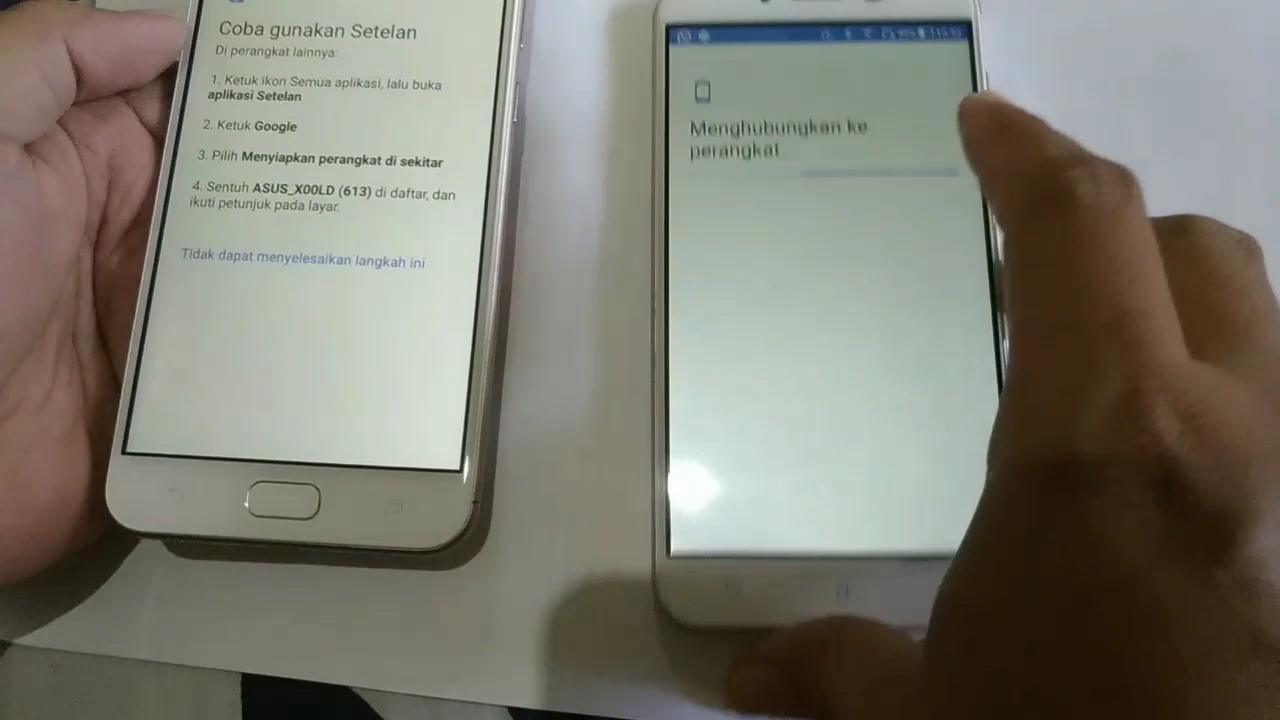 Coba gunakan Setelan
Di perangkat lainnya:
1. Ketuk ikon Semua aplikasi, lalu buka
aplikasi Setelan
2. Ketuk Google
3. Pilih Menyiapkan perangkat di sekitar
4. Sentuh ASUS_X00LD (613) di daftar, dan
ikuti petunjuk pada layar.
Tidak dapat menyelesaikan langkah ini
Menghubungkan ke
perangkat